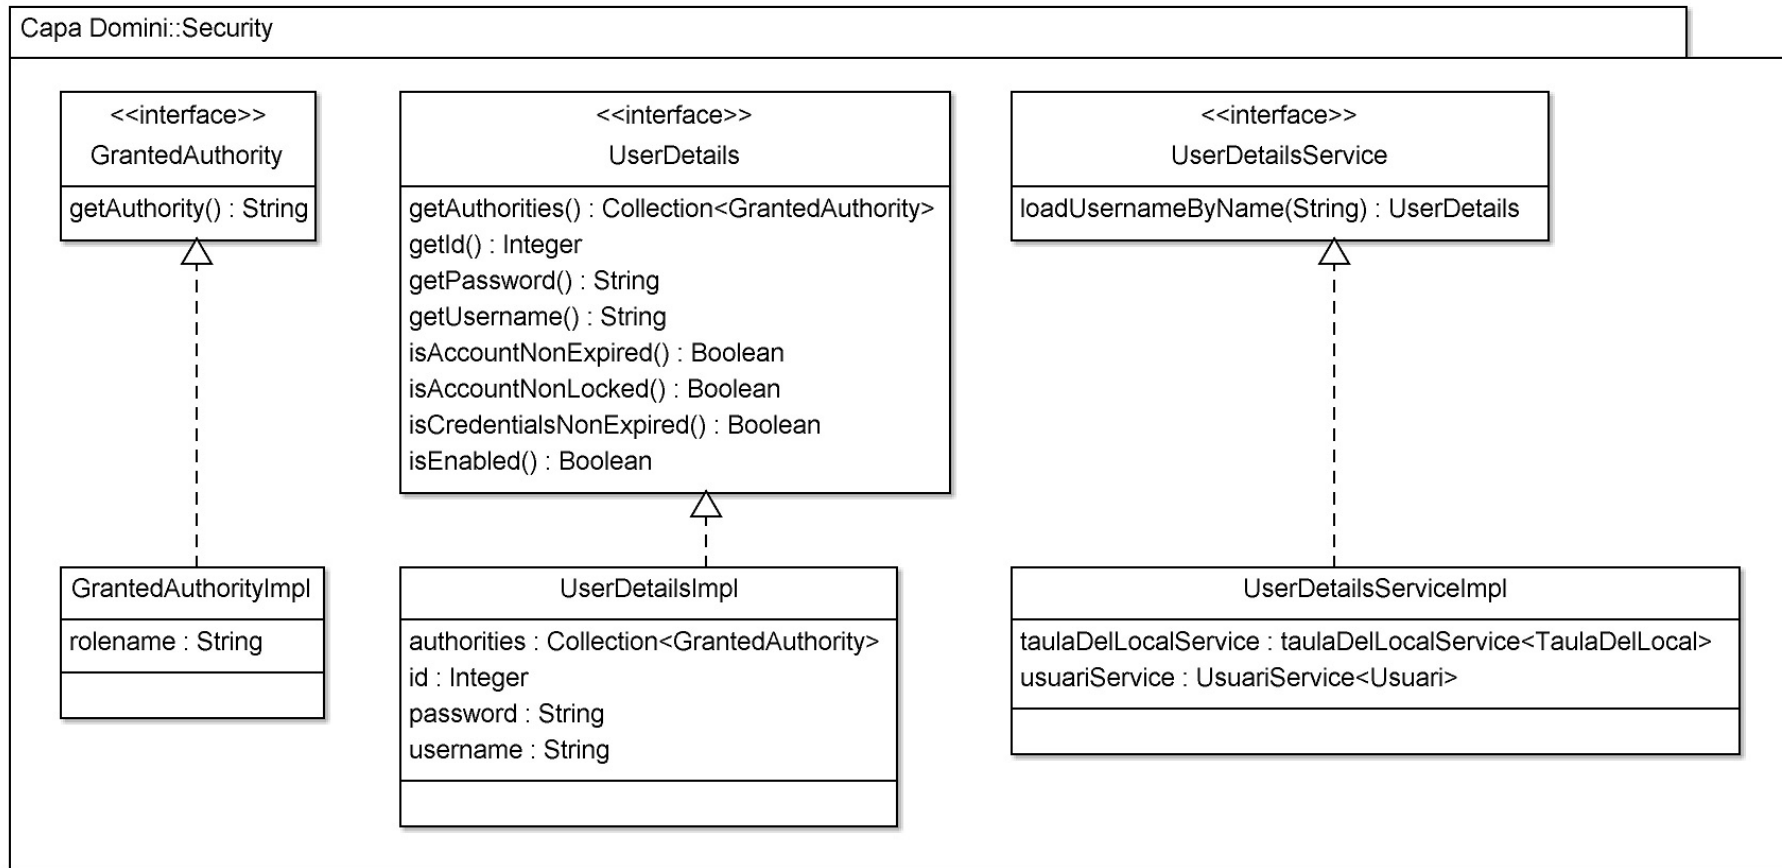 Capa Domini::Security
<<interface>>
GrantedAuthority
getAuthority() : String
<<interface>>
UserDetails
getAuthorities() : Collection<GrantedAuthority>
getId() : Integer
getPassword() : String
getUsername() : String
isAccountNonExpired() : Boolean
isAccountNonLocked() : Boolean
isCredentialsNonExpired() : Boolean
isEnabled() : Boolean
<<interface>>
UserDetailsService
loadUsernameByName(String) : UserDetails
GrantedAuthorityImpl
rolename : String
UserDetailsImpl
authorities : Collection<GrantedAuthority>
id : Integer
password : String
username : String
UserDetailsServiceImpl
taulaDelLocalService : taulaDelLocalService<TaulaDelLocal>
usuariService : UsuariService<Usuari>